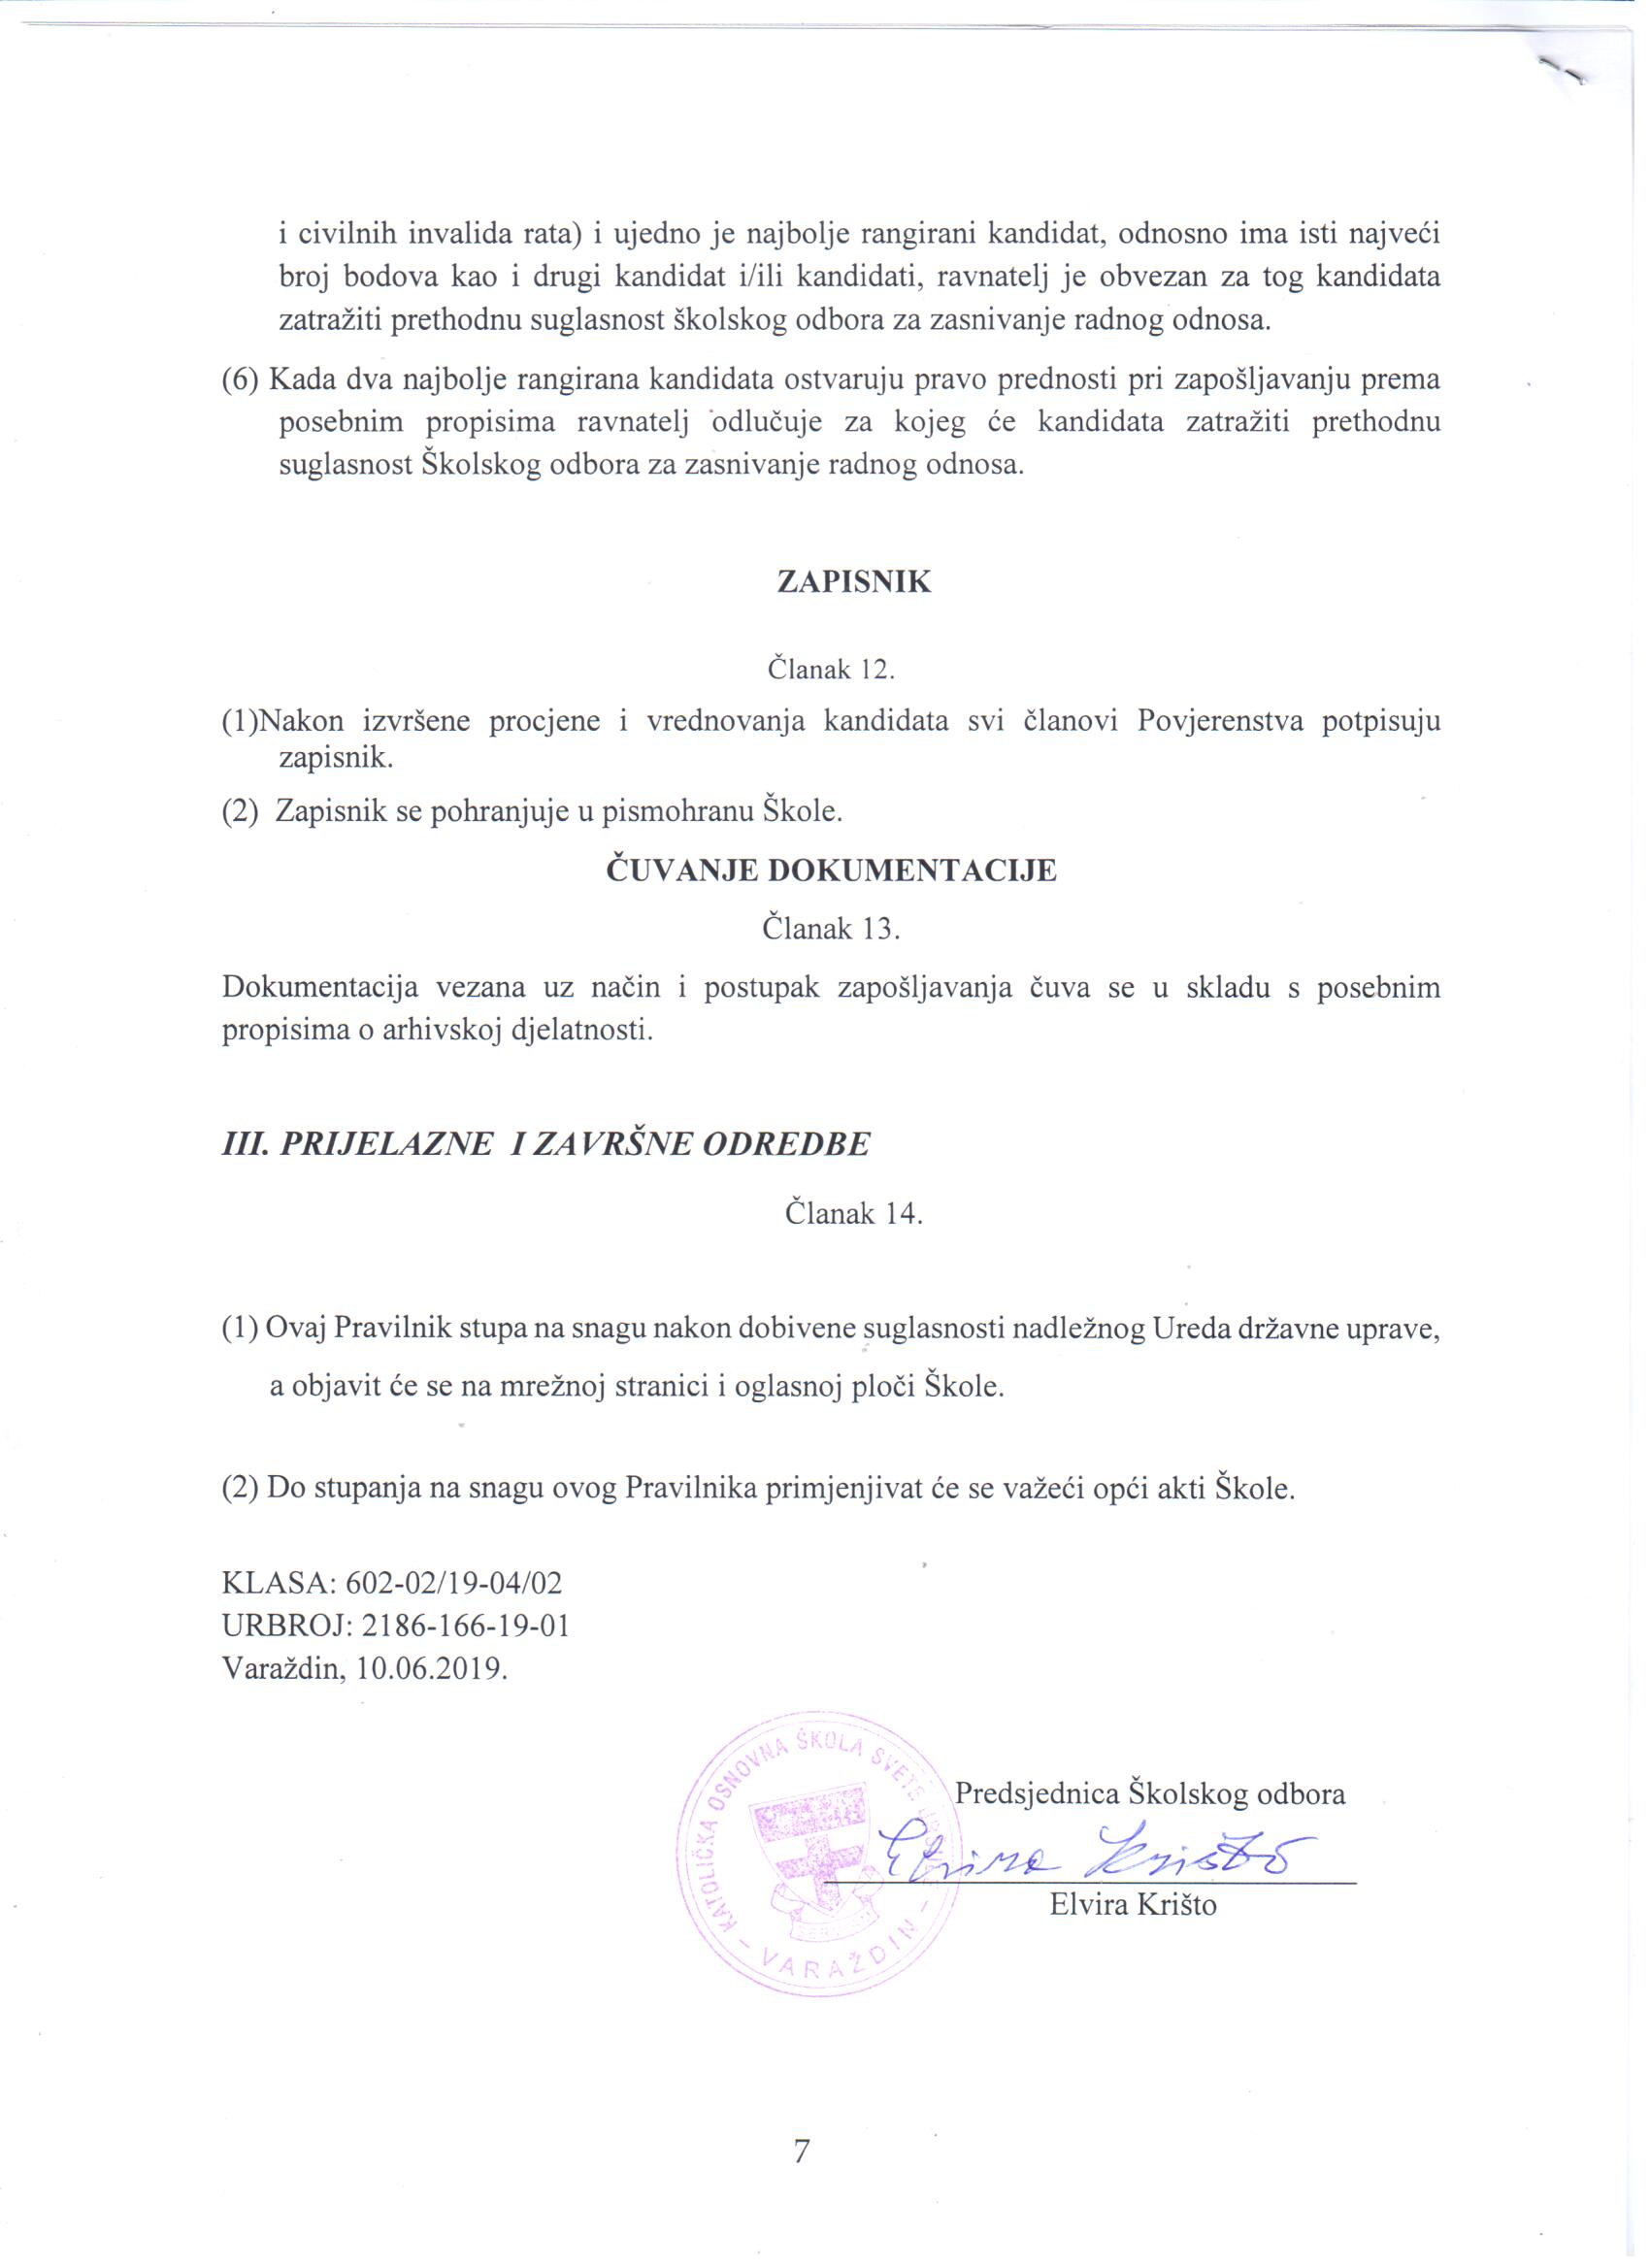 i civilnih invalida rata) i ujedno je najbolje rangirani kandidat, odnosno ima isti najveći
broj bodova kao i drugi kandidat i/ili kandidati, ravnatelj je obvezan za tog kandidata
zatražiti prethodnu suglasnost školskog odbora za zasnivanje radnog odnosa.
(6) Kada dva najbolje rangirana kandidata ostvaruju pravo prednosti pri zapošljavanju prema
posebnim propisima ravnatelj odlučuje za kojeg će kandidata zatražiti prethodnu
suglasnost Školskog odbora za zasnivanje radnog odnosa.
ZAPISNIK
Članak 12.
(1)Nakon izvršene procjene i vrednovanja kandidata svi članovi Povjerenstva potpisuju
zapisnik.
(2) Zapisnik se pohranjuje u pismohranu Škole.
ČUVANJE DOKUMENTACIJE
Članak 13.
Dokumentacija vezana uz način i postupak zapošljavanja čuva se u skladu s posebnim
propisima o arhivskoj djelatnosti.
III. PRIJELAZNE I ZAVRŠNE ODREDBE
Članak 14.
(1) Ovaj Pravilnik stupa na snagu nakon dobivene suglasnosti nadležnog Ureda državne uprave,
a objavit će se na mrežnoj stranici i oglasnoj ploči Škole.
(2) Do stupanja na snagu ovog Pravilnika primjenjivat će se važeći opći akti Škole.
KLASA: 602-02/19-04/02
URBROJ: 2186-166-19-01
Varaždin, 10.06.2019.
KATOLIČKA OSNOVNA ŠKOLA SVETE
– VARAŽDIN –
Predsjednica Školskog odbora
Elvira Krišto
Elvira Krišto
7